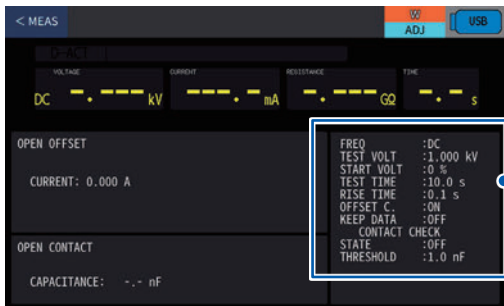 < MEAS
W
ADJ
USB
G-ACT
VOLTAGE
CURRENT
RESISTANCE
TIME
DC -.--- kV
---.- mA
-.--- GΩ
-.- s
OPEN OFFSET
CURRENT: 0.000 A
OPEN CONTACT
CAPACITANCE: -.- nF
FREQ :DC
TEST VOLT :1.000 kV
START VOLT :0 %
TEST TIME :10.0 s
RISE TIME :0.1 s
OFFSET C. :ON
KEEP DATA :OFF
CONTACT CHECK
STATE :OFF
THRESHOLD :1.0 nF